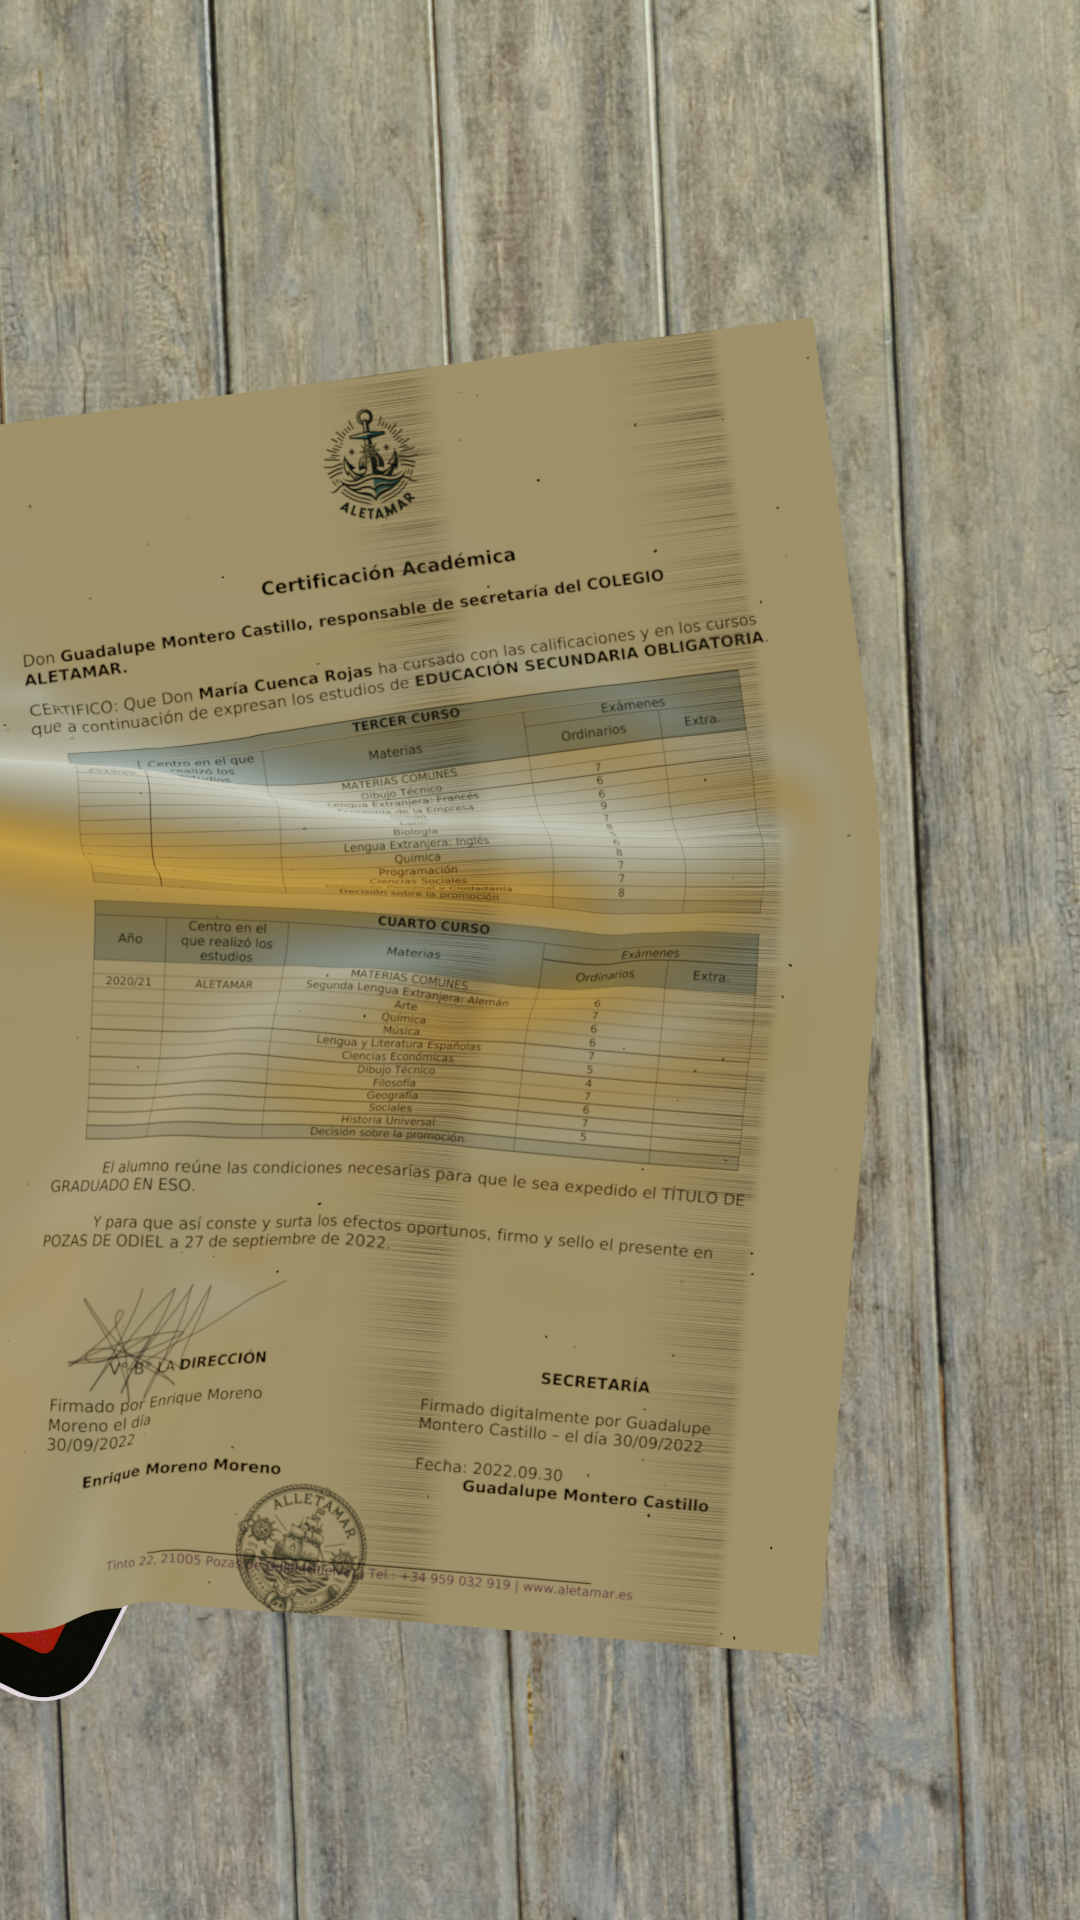 ALETAMAR
Certificación Académica
Don Guadalupe Montero Castillo, responsable de secretaría del COLEGIO
ALETAMAR.
CERTIFICO: Que Don María Cuenca Rojas ha cursado con las calificaciones y en los cursos
que a continuación de expresan los estudios de EDUCACIÓN SECUNDARIA OBLIGATORIA.
TERCER CURSO
Centro en el que realizó los estudios
Materias
Exámenes
Ordinarios Extra.
MATERIAS COMUNES 7
Dibujo Técnico 6
Lengua Extranjera: Francés 6
Economía de la Empresa 9
7
Biología
Lengua Extranjera: Inglés 6
Química 8
Programación 7
Ciencias Sociales 7
Ciudadanía
Decisión sobre la promoción 8
CUARTO CURSO
Año
Centro en el
que realizó los
estudios
Materias
Exámenes
Ordinarios Extra.
MATERIAS COMUNES
2020/21 ALETAMAR Segunda Lengua Extranjera: Alemán 6
Arte 7
Química 6
Música 6
Lengua y Literatura Españolas 7
Ciencias Económicas 5
Dibujo Técnico 4
Filosofía 7
Geografía 6
Sociales 7
Historia Universal 5
Decisión sobre la promoción
El alumno reúne las condiciones necesarias para que le sea expedido el TÍTULO DE
GRADUADO EN ESO.
Y para que así conste y surta los efectos oportunos, firmo y sello el presente en
POZAS DE ODIEL a 27 de septiembre de 2022.
Vº Bº LA DIRECCIÓN
Firmado por Enrique Moreno
Moreno el día
30/09/2022
Enrique Moreno Moreno
SECRETARÍA
Firmado digitalmente por Guadalupe
Montero Castillo – el día 30/09/2022
Fecha: 2022.09.30
Guadalupe Montero Castillo
ALLETAMAR
Tinto 22, 21005 Pozas de Odiel Tel.: +34 959 032 919 | www.aletamar.es